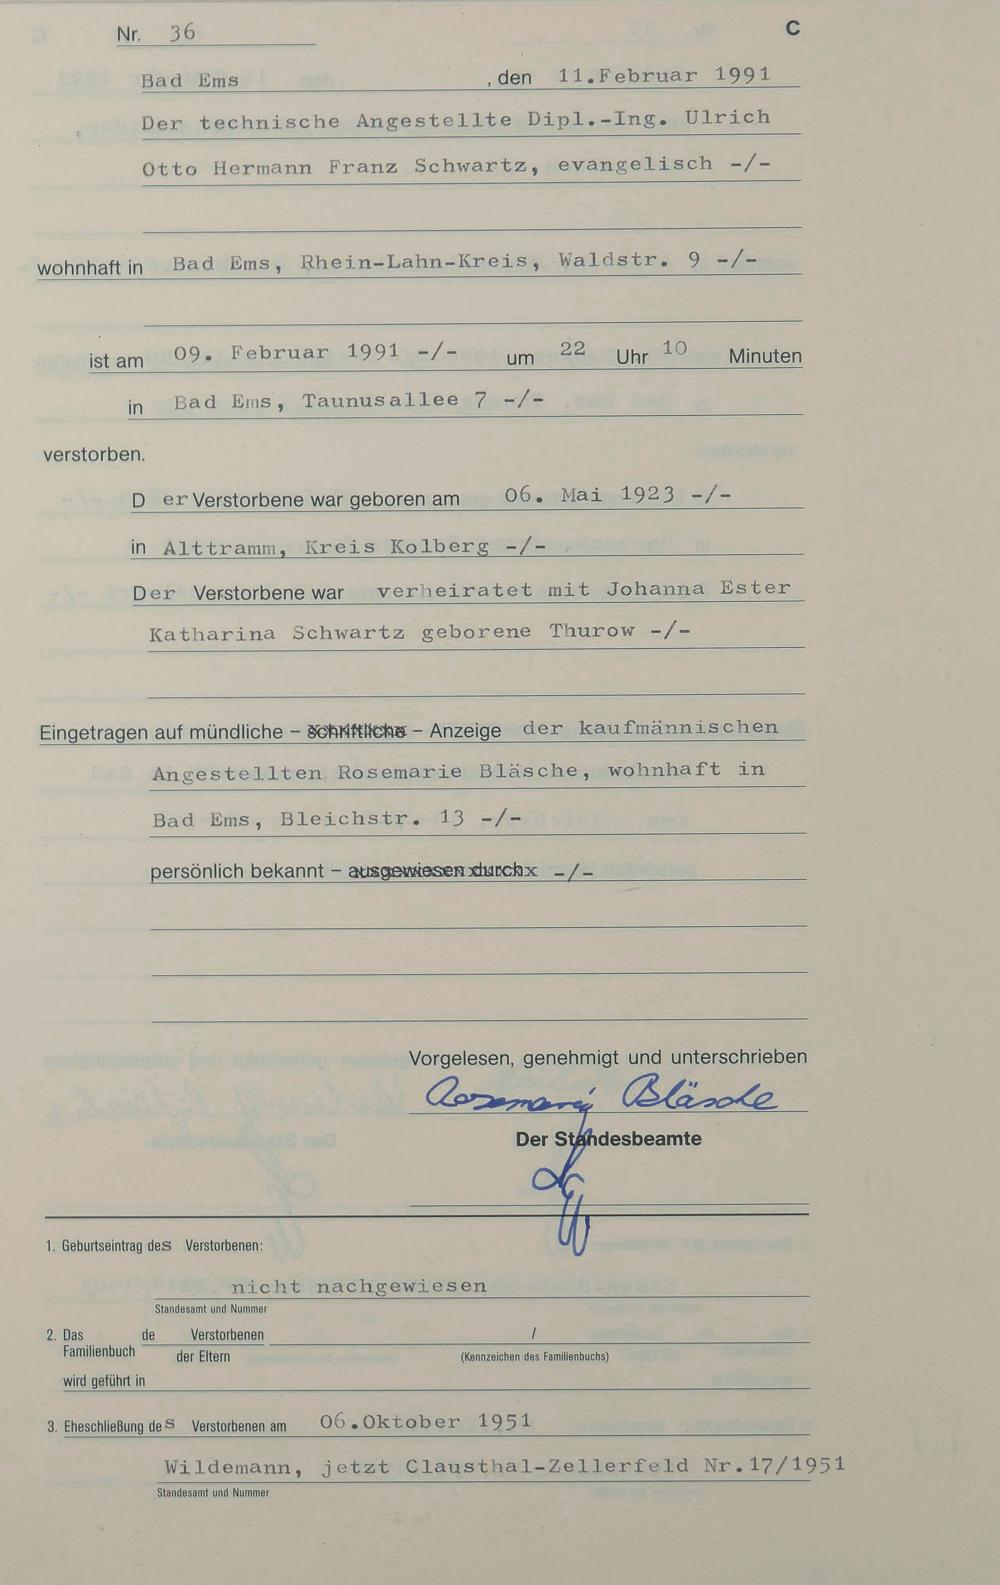 Nr. 36 C
Bad Ems , den 11.Februar 1991
Der technische Angestellte Dipl.-Ing. Ulrich
Otto Hermann Franz Schwartz, evangelisch -/-
wohnhaft in Bad Ems, Rhein-Lahn-Kreis, Waldstr. 9 -/-
ist am 09. Februar 1991 -/- um 22 Uhr 10 Minuten
in Bad Ems, Taunusallee 7 -/-
verstorben.
D er Verstorbene war geboren am 06. Mai 1923 -/-
in Alttramm, Kreis Kolberg -/-
Der Verstorbene war verheiratet mit Johanna Ester
Katharina Schwartz geborene Thurow -/-
Eingetragen auf mündliche – schriftliche – Anzeige der kaufmännischen
Angestellten Rosemarie Bläsche, wohnhaft in
Bad Ems, Bleichstr. 13 -/-
persönlich bekannt – ausgewiesen durch -/-
Vorgelesen, genehmigt und unterschrieben
Rosemarie Bläsche
Der Standesbeamte
1. Geburtseintrag des Verstorbenen:
nicht nachgewiesen
Standesamt und Nummer
2. Das de Verstorbenen /
Familienbuch der Eltern (Kennzeichen des Familienbuchs)
wird geführt in
3. Eheschließung des Verstorbenen am 06.Oktober 1951
Wildemann, jetzt Clausthal-Zellerfeld Nr.17/1951
Standesamt und Nummer